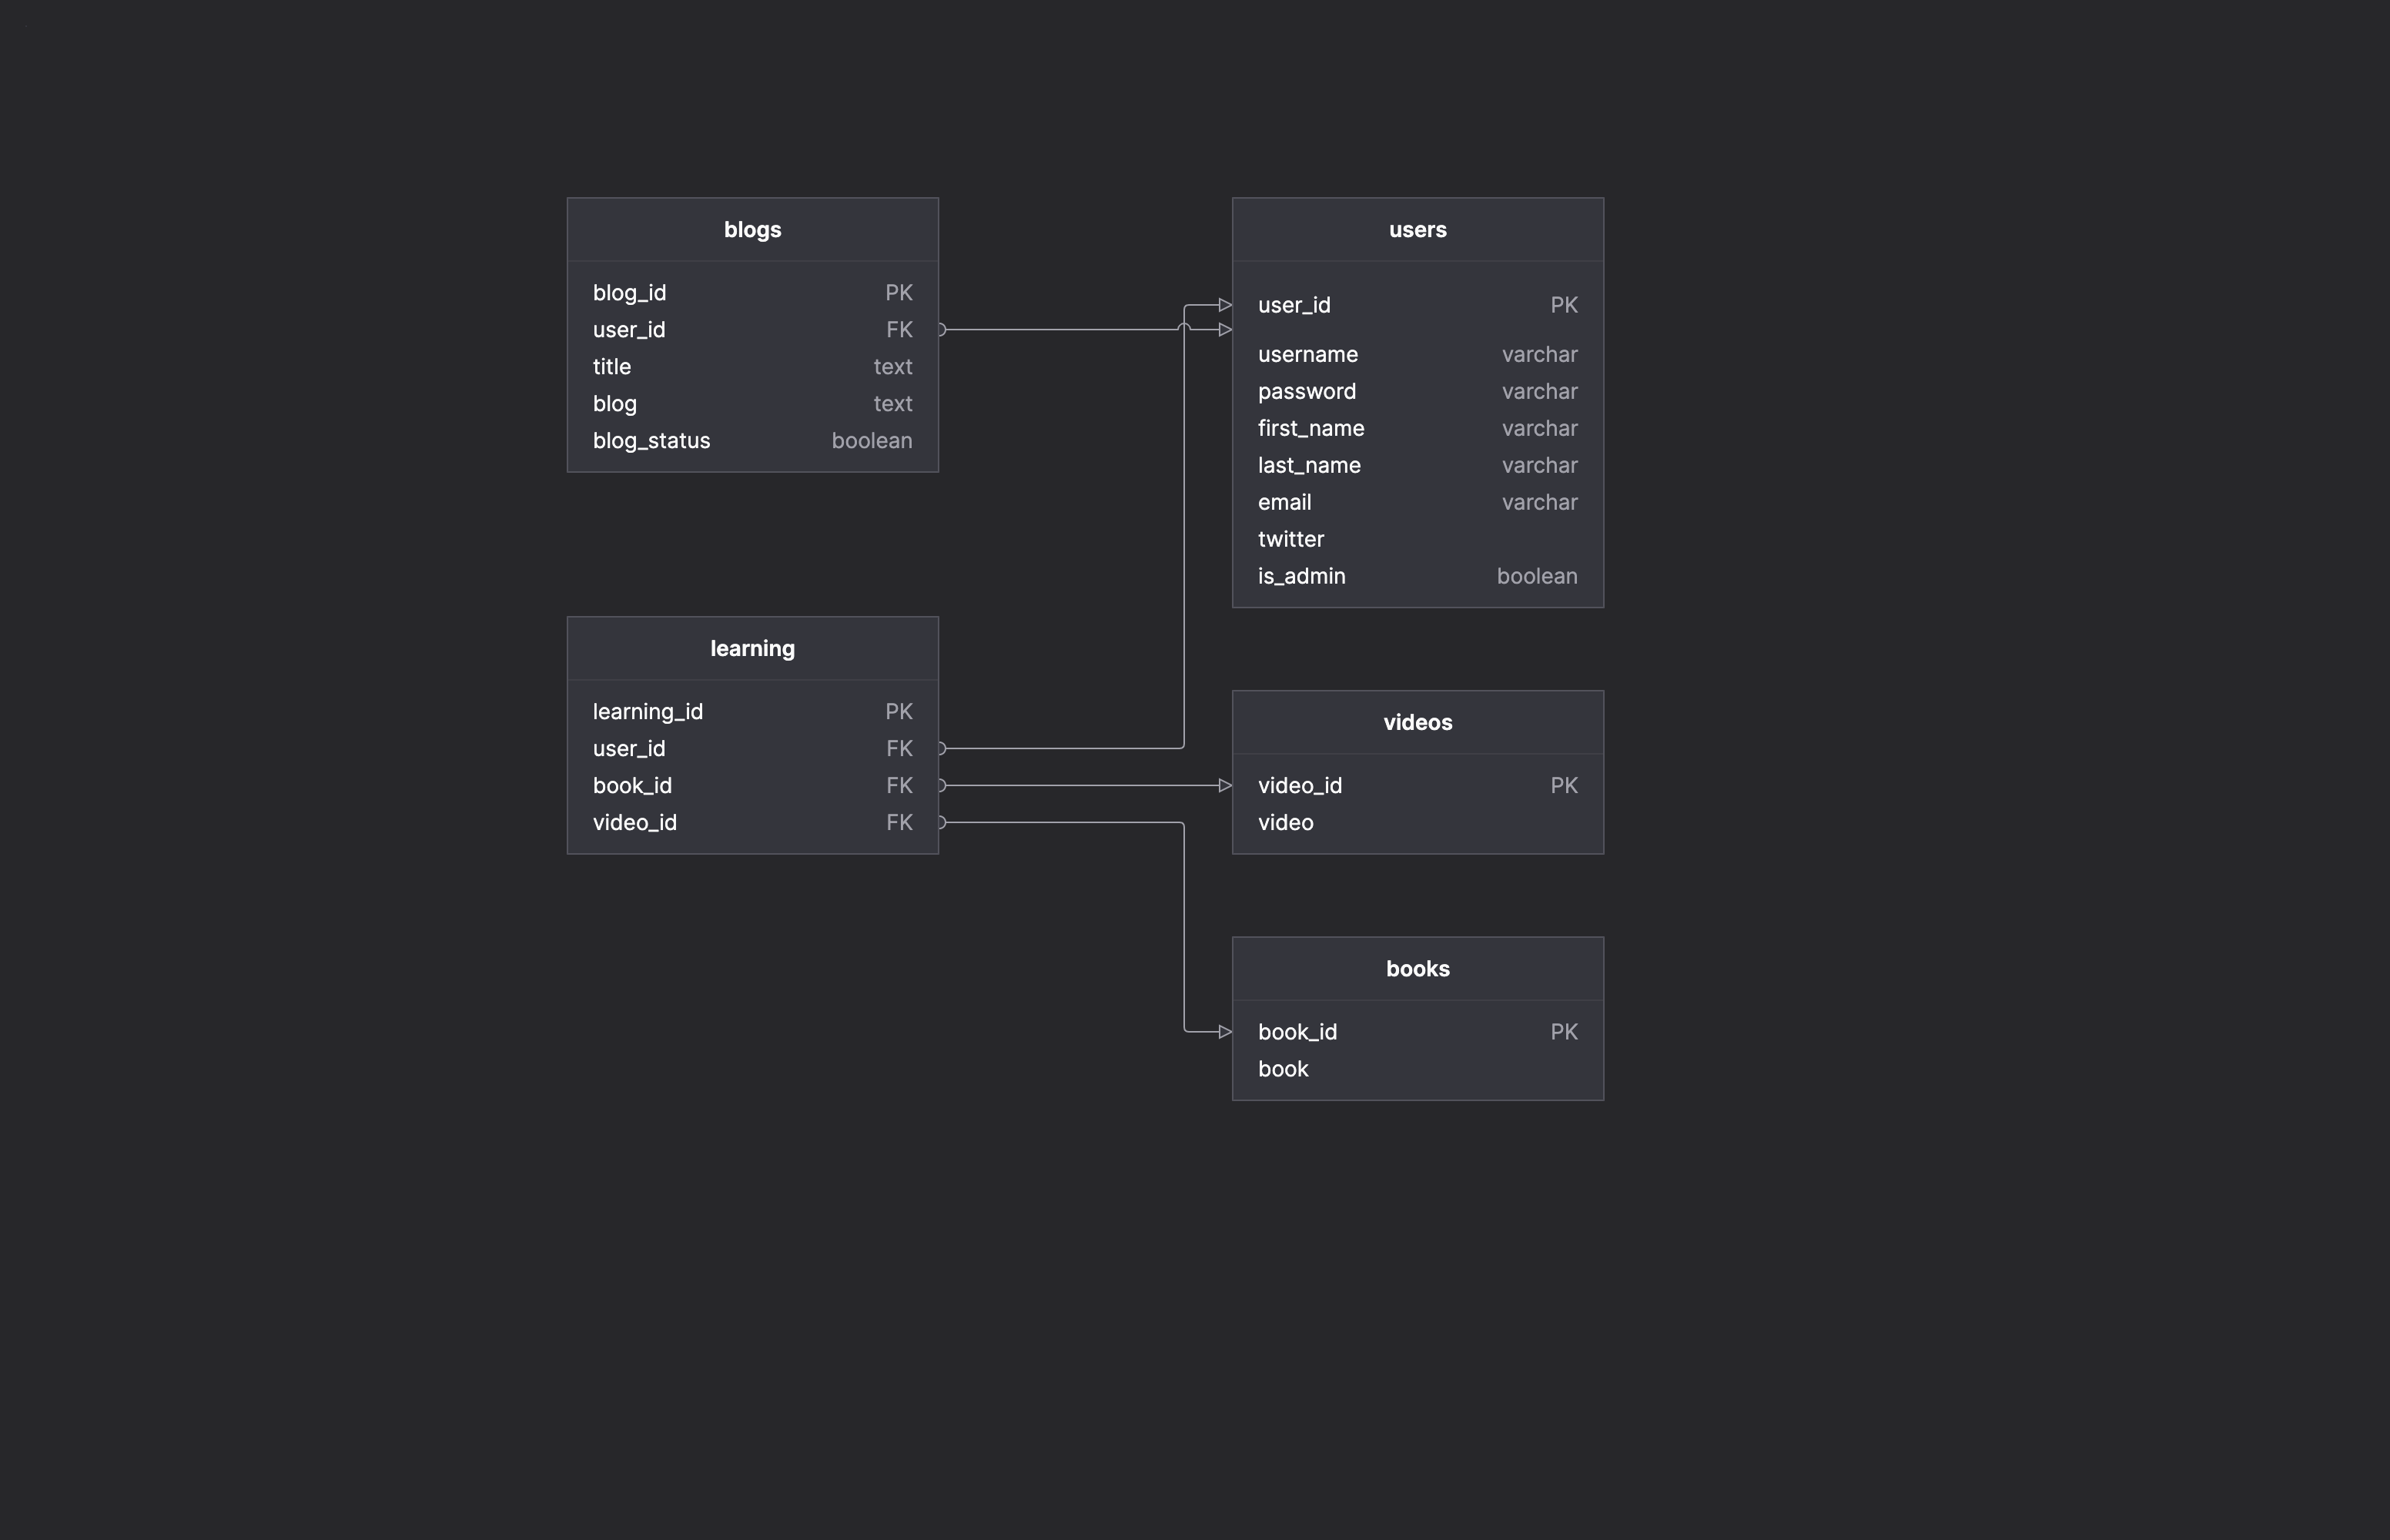 blogs
blog_id PK
user_id FK
title text
blog text
blog_status boolean
users
user_id PK
username varchar
password varchar
first_name varchar
last_name varchar
email varchar
twitter
is_admin boolean
learning
learning_id PK
user_id FK
book_id FK
video_id FK
videos
video_id PK
video
books
book_id PK
book